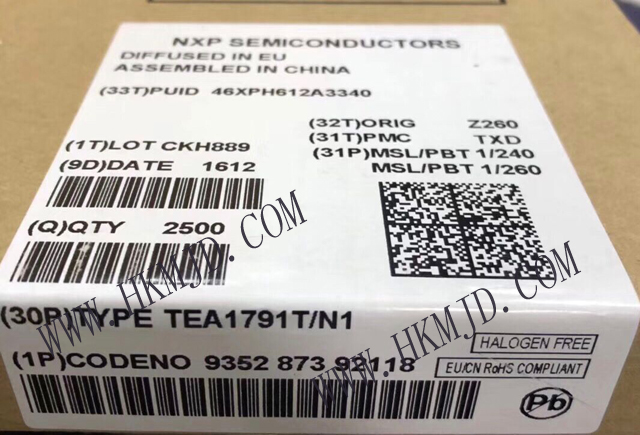 NXP SEMICONDUCTORS
DIFFUSED IN EU
ASSEMBLED IN CHINA
(33T)PUID 46XPH612A3340
(32T)ORIG Z260
(31T)PMC TXD
(31P)MSL/PBT 1/240
MSL/PBT 1/260
(1T)LOT CKH889
(9D)DATE 1612
(Q)QTY 2500
(30P)TYPE TEA1791T/N1
(1P)CODENO 9352 873 92118
HALOGEN FREE
EU/CN RoHS COMPLIANT
Pb
WWW.HKMJD.COM
WWW.HKMJD.COM